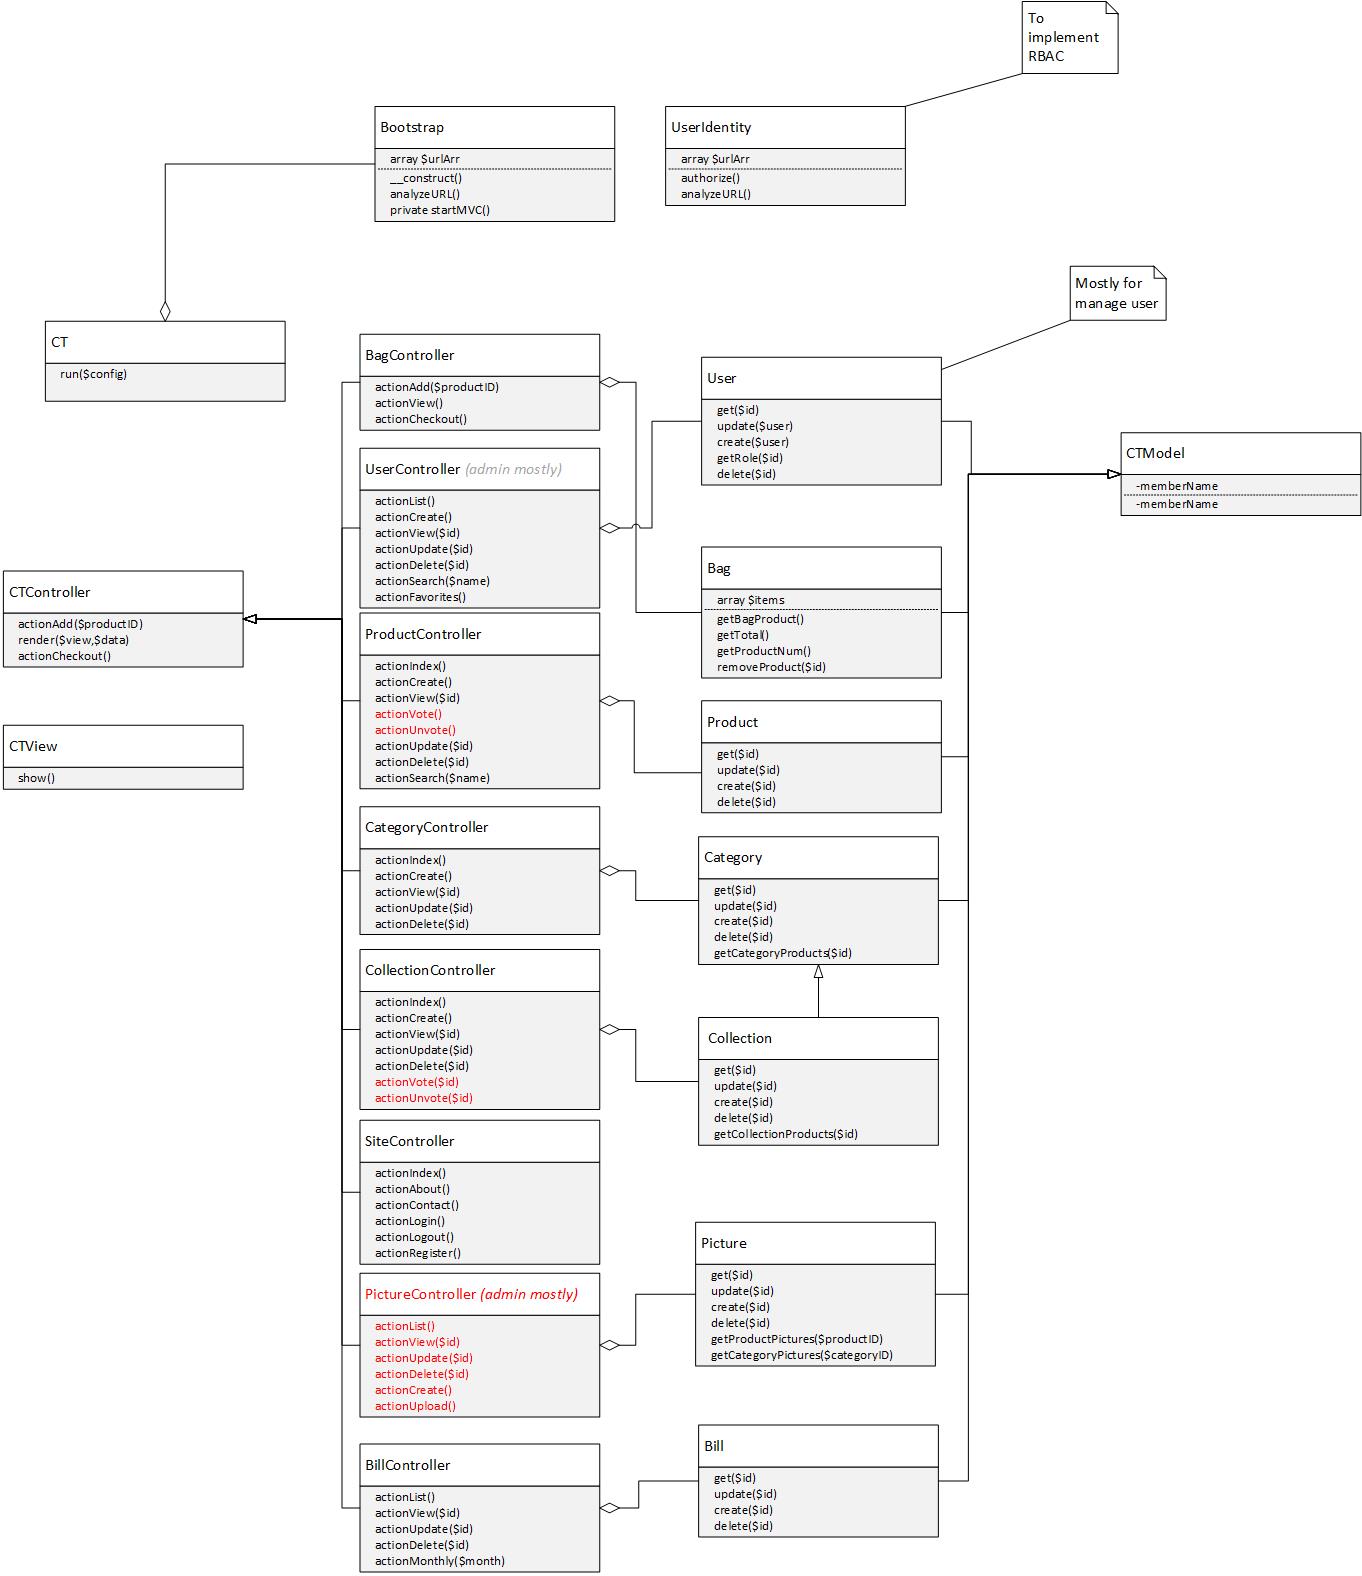 To
implement
RBAC
Bootstrap
array $urlArr
__construct()
analyzeURL()
private startMVC()
UserIdentity
array $urlArr
authorize()
analyzeURL()
Mostly for
manage user
CT
run($config)
BagController
actionAdd($productID)
actionView()
actionCheckout()
User
get($id)
update($user)
create($user)
getRole($id)
delete($id)
CTModel
-memberName
-memberName
UserController (admin mostly)
actionList()
actionCreate()
actionView($id)
actionUpdate($id)
actionDelete($id)
actionSearch($name)
actionFavorites()
Bag
array $items
getBagProduct()
getTotal()
getProductNum()
removeProduct($id)
CTController
actionAdd($productID)
render($view,$data)
actionCheckout()
ProductController
actionIndex()
actionCreate()
actionView($id)
actionVote()
actionUnvote()
actionUpdate($id)
actionDelete($id)
actionSearch($name)
Product
get($id)
update($id)
create($id)
delete($id)
CTView
show()
CategoryController
actionIndex()
actionCreate()
actionView($id)
actionUpdate($id)
actionDelete($id)
Category
get($id)
update($id)
create($id)
delete($id)
getCategoryProducts($id)
CollectionController
actionIndex()
actionCreate()
actionView($id)
actionUpdate($id)
actionDelete($id)
actionVote($id)
actionUnvote($id)
Collection
get($id)
update($id)
create($id)
delete($id)
getCollectionProducts($id)
SiteController
actionIndex()
actionAbout()
actionContact()
actionLogin()
actionLogout()
actionRegister()
Picture
get($id)
update($id)
create($id)
delete($id)
getProductPictures($productID)
getCategoryPictures($categoryID)
PictureController (admin mostly)
actionList()
actionView($id)
actionUpdate($id)
actionDelete($id)
actionCreate()
actionUpload()
Bill
get($id)
update($id)
create($id)
delete($id)
BillController
actionList()
actionView($id)
actionUpdate($id)
actionDelete($id)
actionMonthly($month)